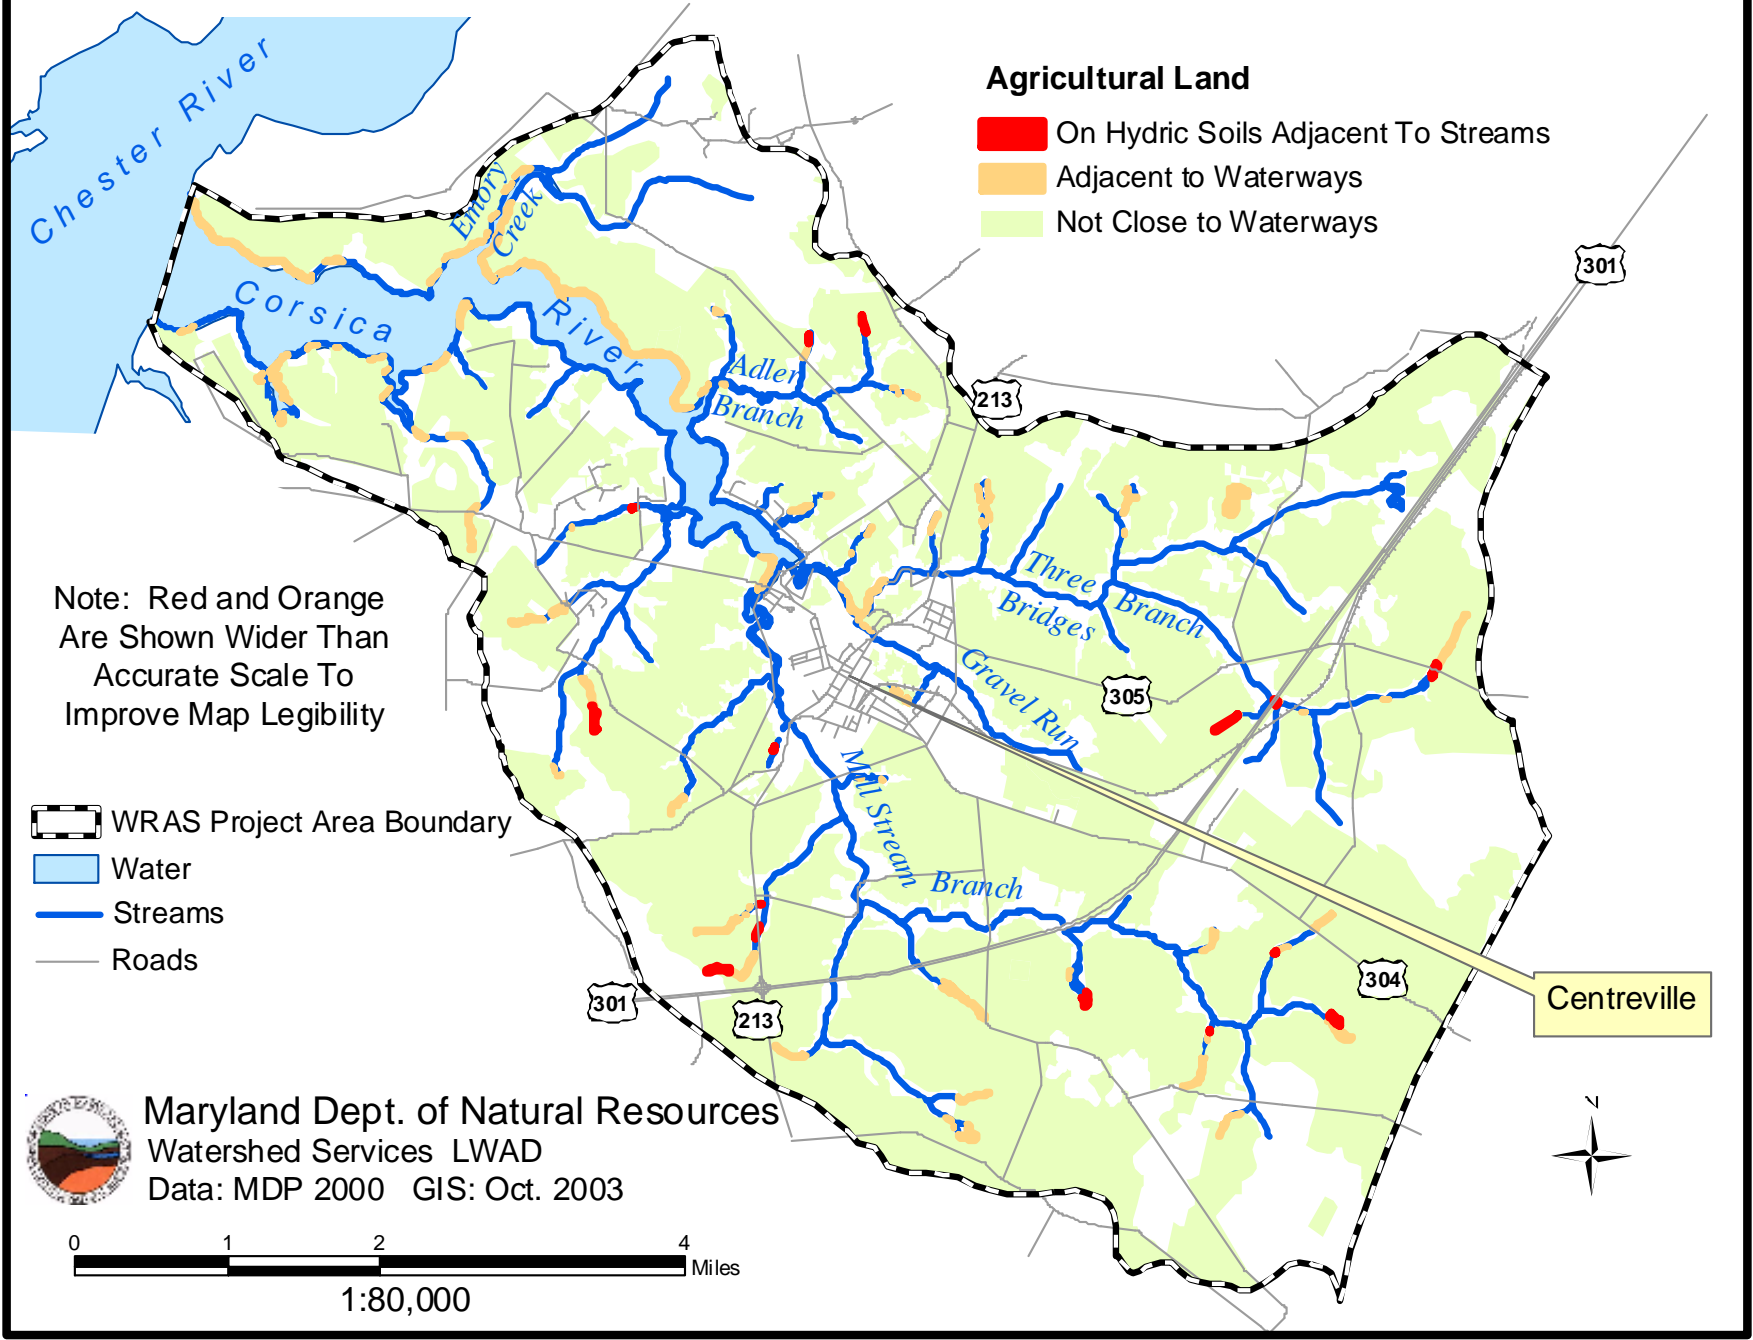 Chester River
Agricultural Land
On Hydric Soils Adjacent To Streams
Adjacent to Waterways
Not Close to Waterways
Emory
Creek
301
Corsica
River
Adler
Branch
213
Note: Red and Orange
Are Shown Wider Than
Accurate Scale To
Improve Map Legibility
Three
Bridges
Branch
Gravel Run
305
Mill Stream
Branch
WRAS Project Area Boundary
Water
Streams
Roads
301
213
304
Centreville
Maryland Dept. of Natural Resources
Watershed Services LWAD
Data: MDP 2000 GIS: Oct. 2003
N
0 1 2 4
Miles
1:80,000